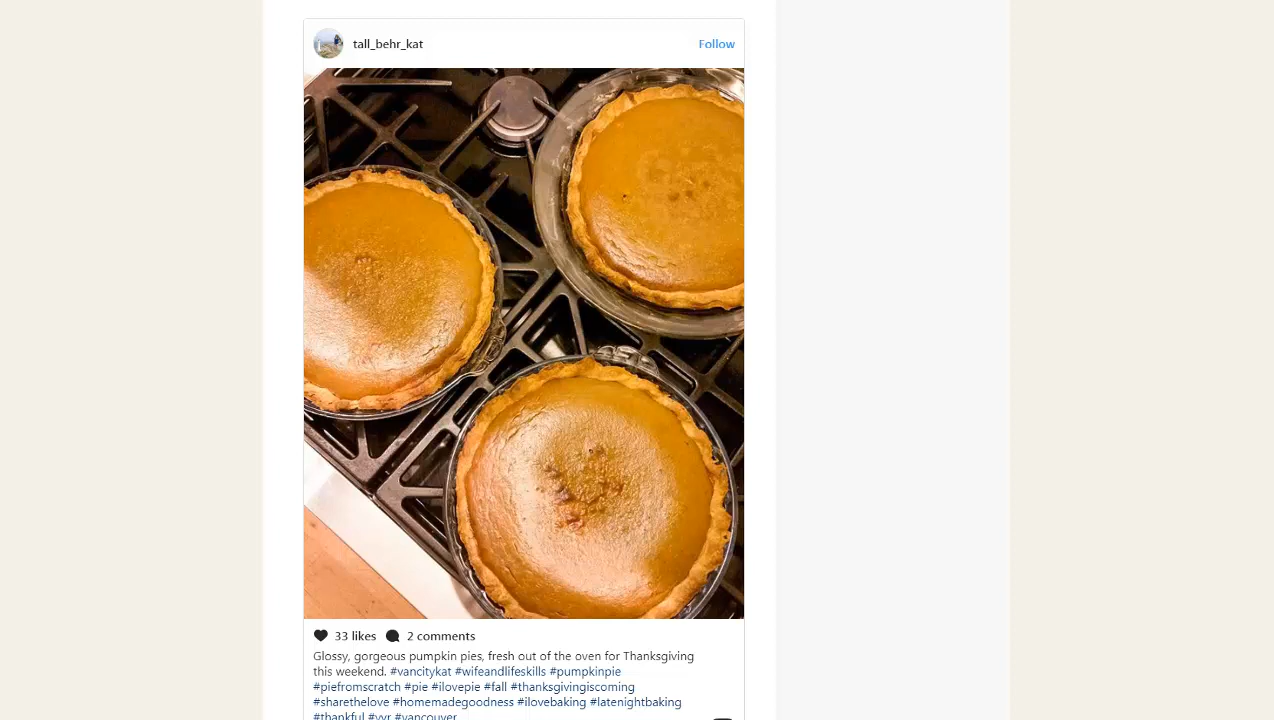 tall_behr_kat
Follow
33 likes 2 comments
Glossy, gorgeous pumpkin pies, fresh out of the oven for Thanksgiving
this weekend. #vancitykat #wifeandlifeskills #pumpkinpie
#piefromscratch #pie #ilovepie #fall #thanksgivingiscoming
#sharethelove #homemadegoodness #ilovebaking #latenightbaking
#thankful #yvr #vancouver